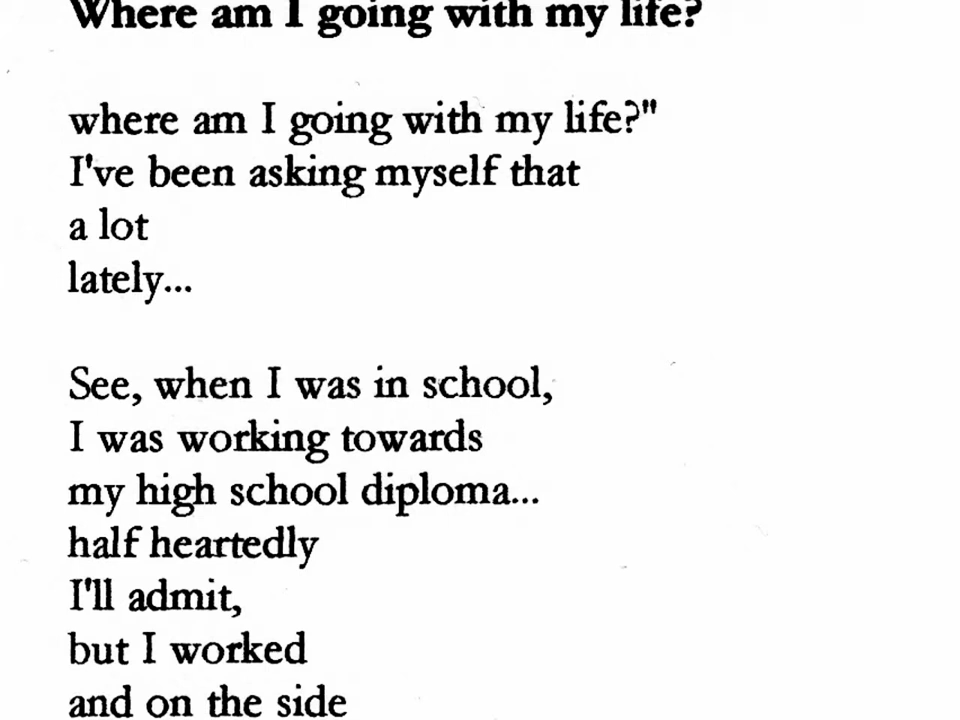 Where am I going with my life?
where am I going with my life?"
I've been asking myself that
a lot
lately...
See, when I was in school,
I was working towards
my high school diploma...
half heartedly
I'll admit,
but I worked
and on the side